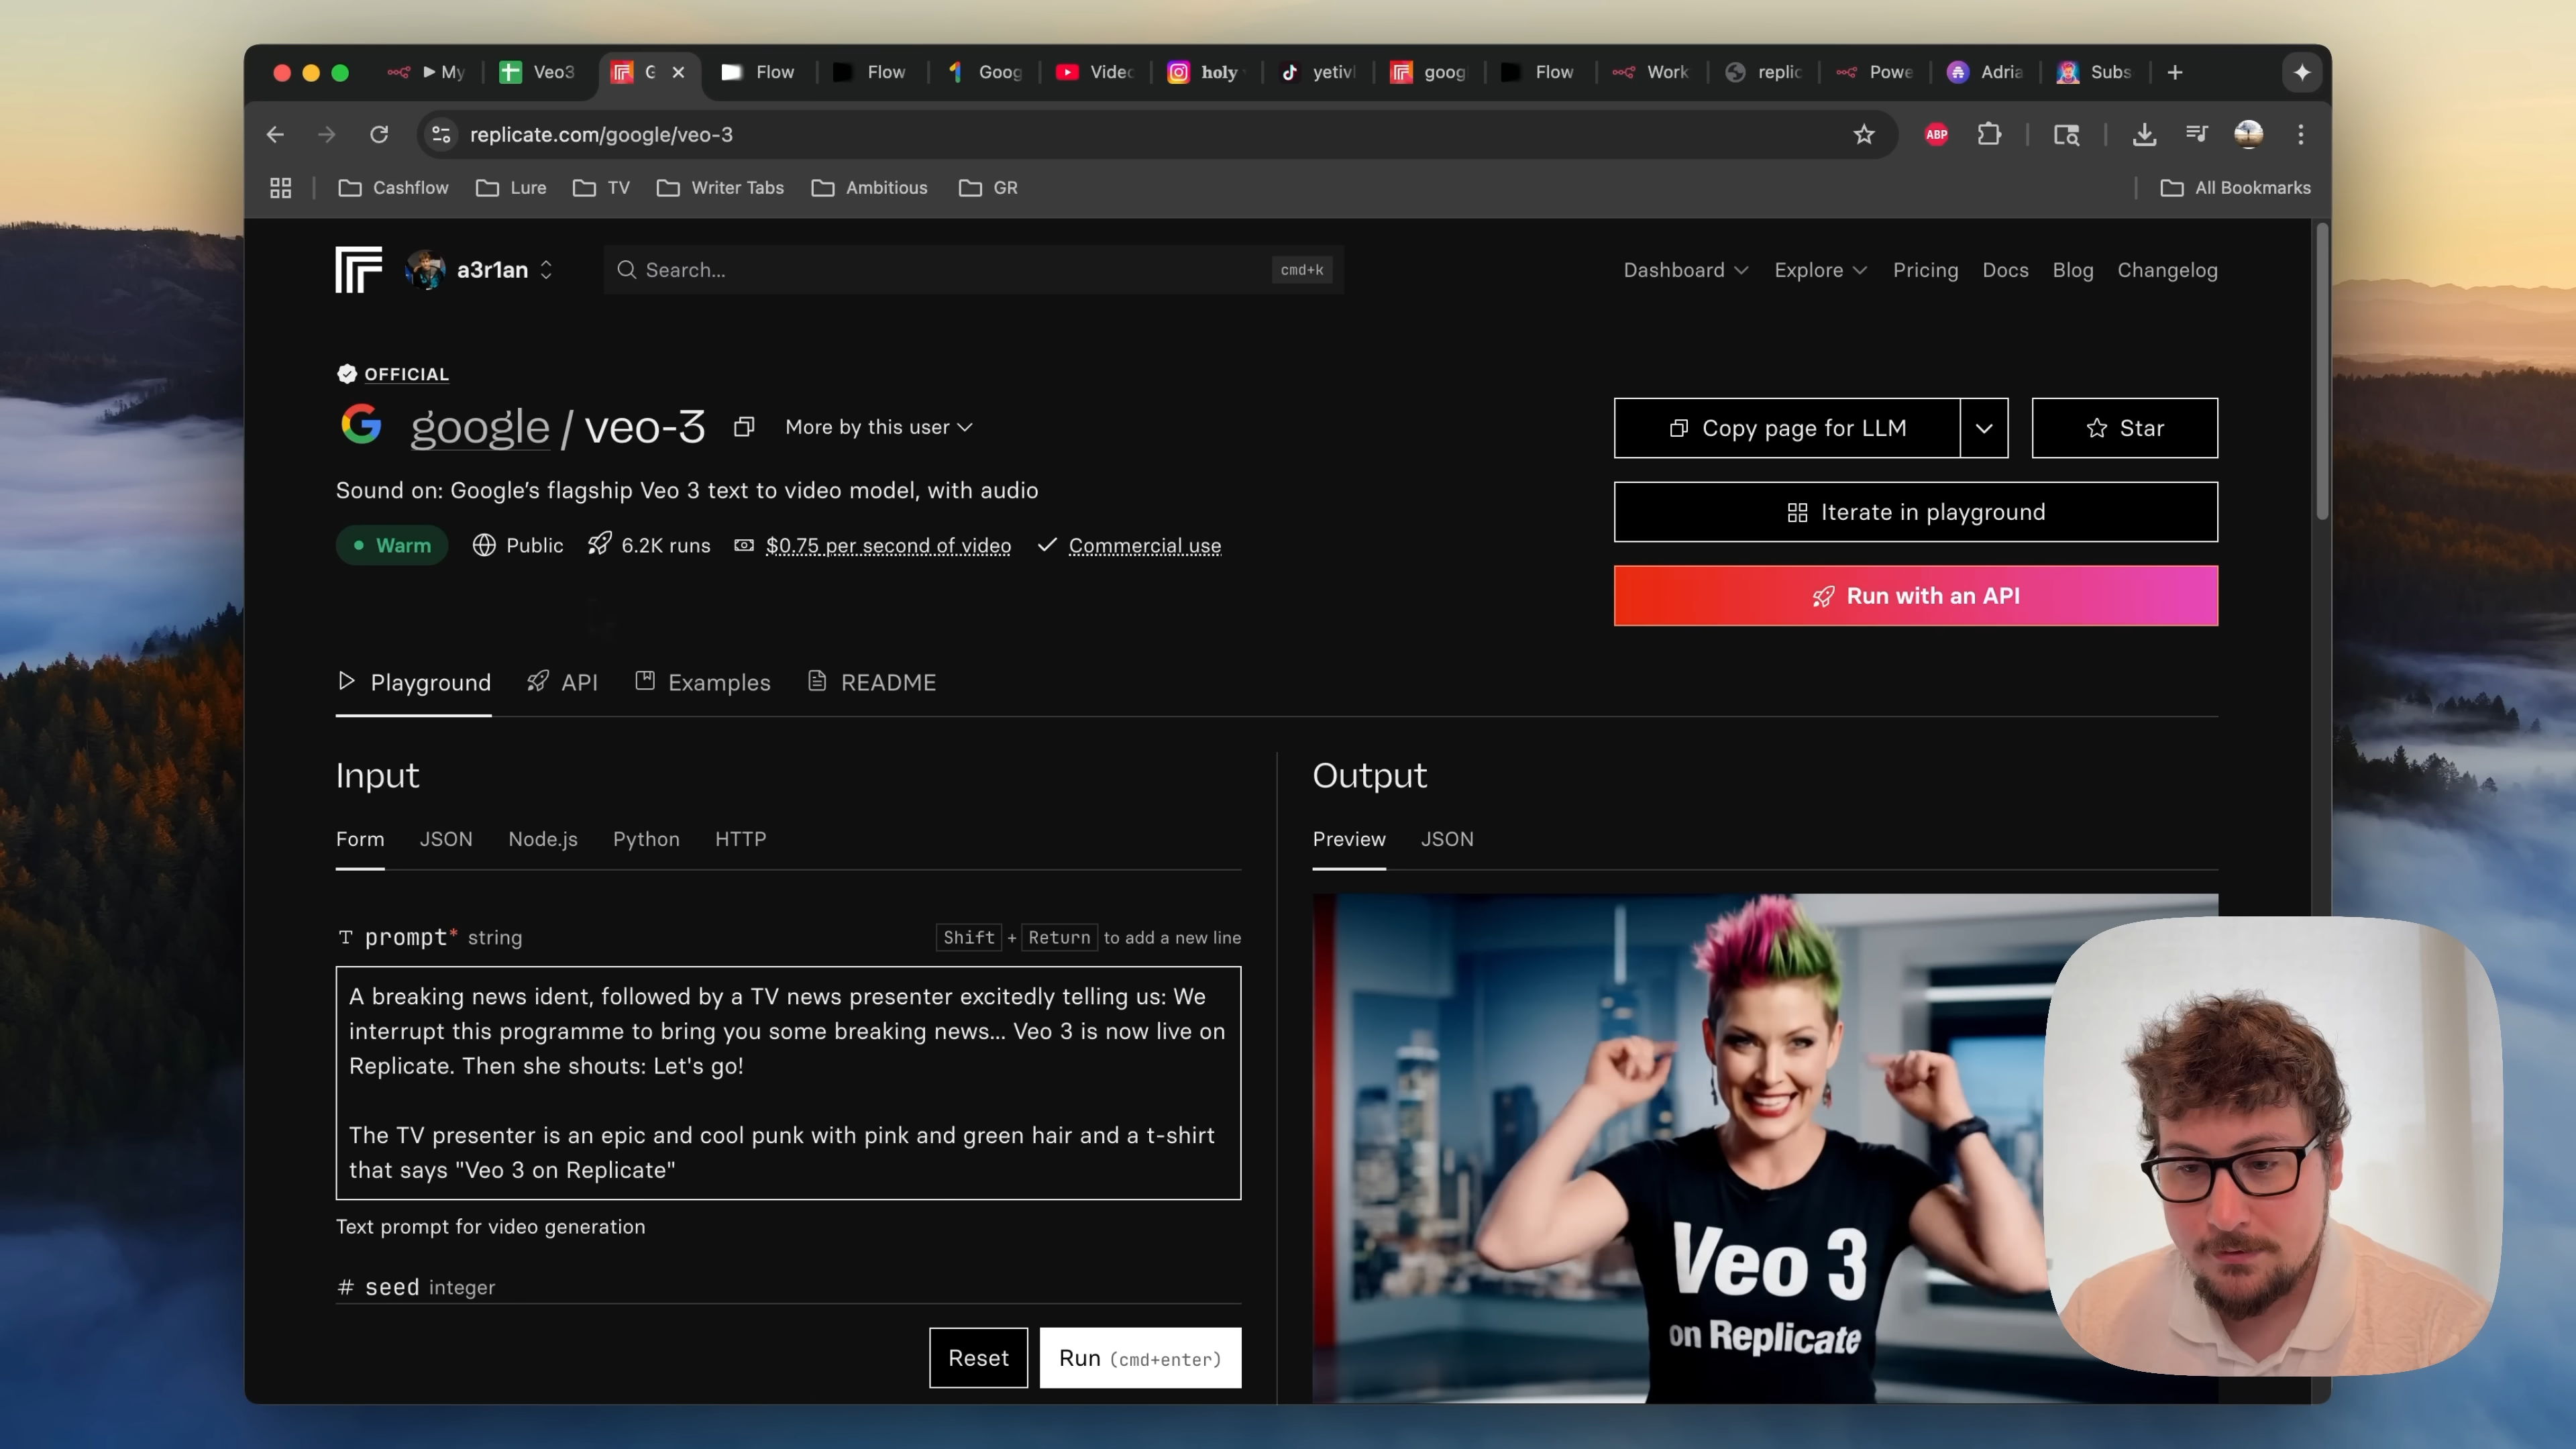 My
Veo3
G
Flow
Flow
Goog
Video
holy
yetivl
goog
Flow
Work
replic
Powe
Adria
Subs
replicate.com/google/veo-3
ABP
Cashflow
Lure
TV
Writer Tabs
Ambitious
GR
All Bookmarks
a3r1an
Search...
cmd+k
Dashboard
Explore
Pricing
Docs
Blog
Changelog
OFFICIAL
google / veo-3
More by this user
Copy page for LLM
Star
Sound on: Google's flagship Veo 3 text to video model, with audio
Iterate in playground
Warm
Public
6.2K runs
$0.75 per second of video
Commercial use
Run with an API
Playground
API
Examples
README
Input
Form
JSON
Node.js
Python
HTTP
prompt* string
Shift + Return to add a new line
A breaking news ident, followed by a TV news presenter excitedly telling us: We
interrupt this programme to bring you some breaking news... Veo 3 is now live on
Replicate. Then she shouts: Let's go!
The TV presenter is an epic and cool punk with pink and green hair and a t-shirt
that says "Veo 3 on Replicate"
Text prompt for video generation
# seed integer
Reset
Run (cmd+enter)
Output
Preview
JSON
Veo 3
on Replicate